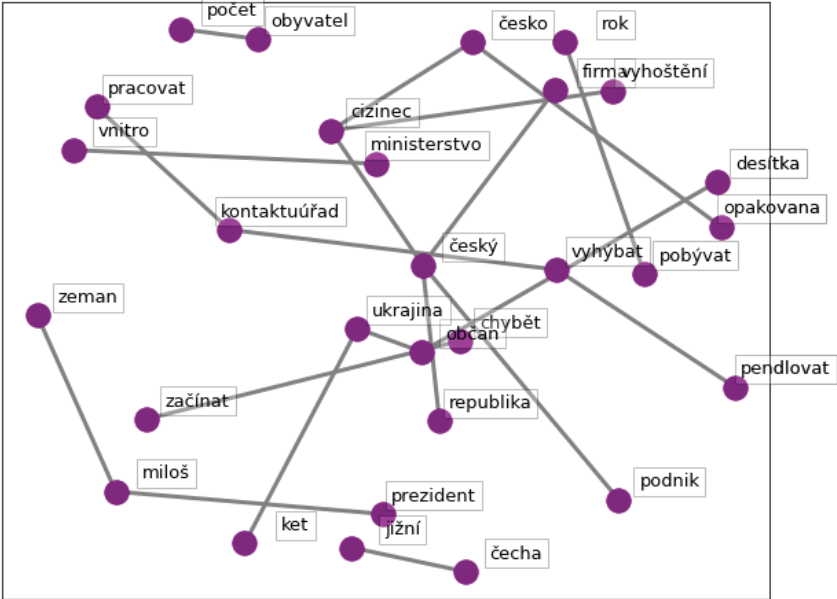 počet
obyvatel
česko
rok
firma
vyhoštění
pracovat
cizinec
vnitro
ministerstvo
desítka
opakovana
kontaktuúřad
český
vyhýbat
pobývat
zeman
ukrajina
chybět
občan
pendlovat
začínat
republika
miloš
podnik
prezident
ket
jižní
čecha